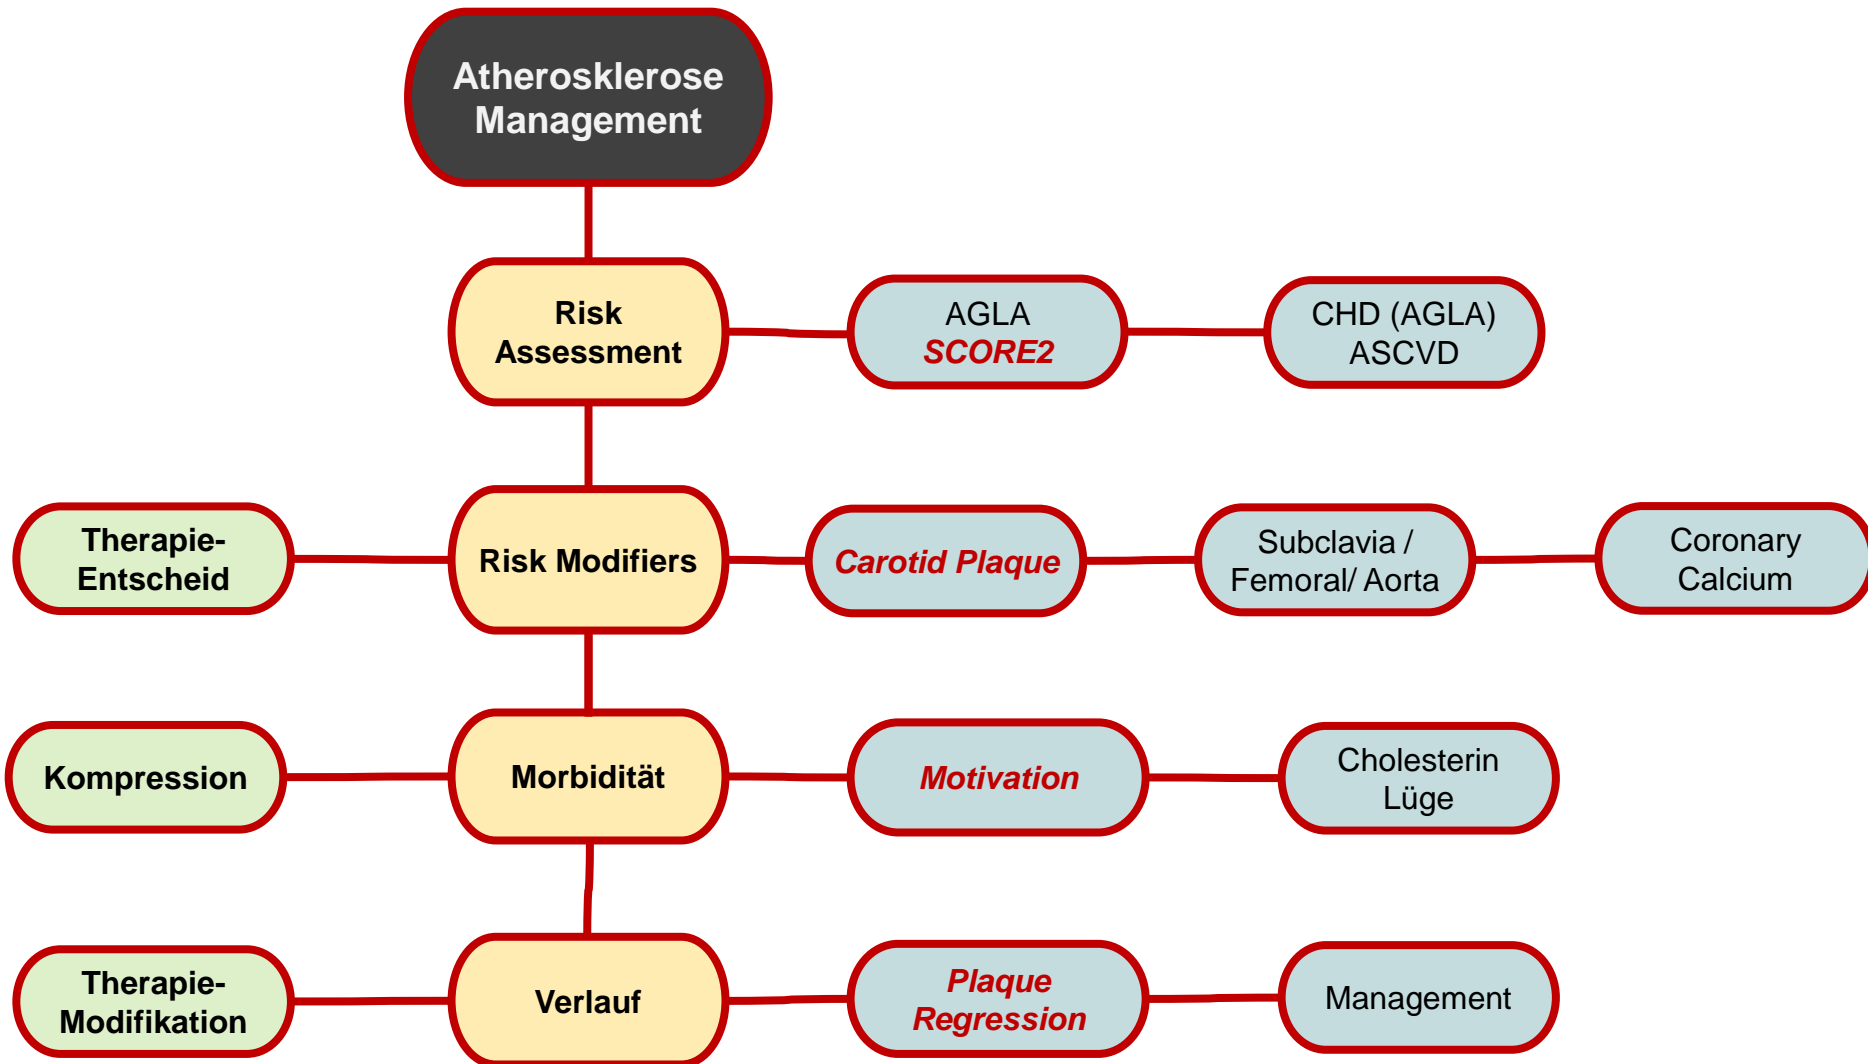 Atherosklerose
Management
Risk
Assessment
AGLA
SCORE2
CHD (AGLA)
ASCVD
Therapie-
Entscheid
Risk Modifiers
Carotid Plaque
Subclavia /
Femoral/ Aorta
Coronary
Calcium
Kompression
Morbidität
Motivation
Cholesterin
Lüge
Therapie-
Modifikation
Verlauf
Plaque
Regression
Management